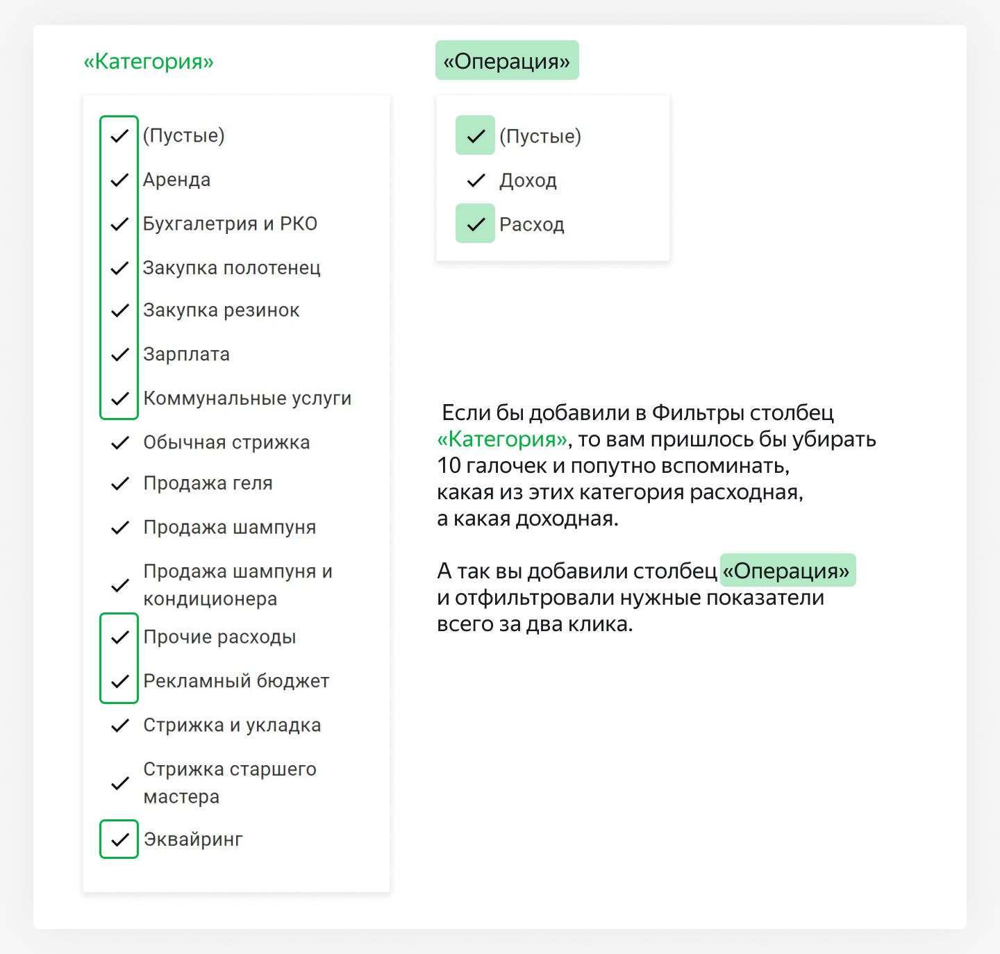 «Категория»
(Пустые)
Аренда
Бухгалетрия и РКО
Закупка полотенец
Закупка резинок
Зарплата
Коммунальные услуги
Обычная стрижка
Продажа геля
Продажа шампуня
Продажа шампуня и
кондиционера
Прочие расходы
Рекламный бюджет
Стрижка и укладка
Стрижка старшего
мастера
Эквайринг
«Операция»
(Пустые)
Доход
Расход
Если бы добавили в Фильтры столбец
«Категория», то вам пришлось бы убирать
10 галочек и попутно вспоминать,
какая из этих категория расходная,
а какая доходная.
А так вы добавили столбец «Операция»
и отфильтровали нужные показатели
всего за два клика.